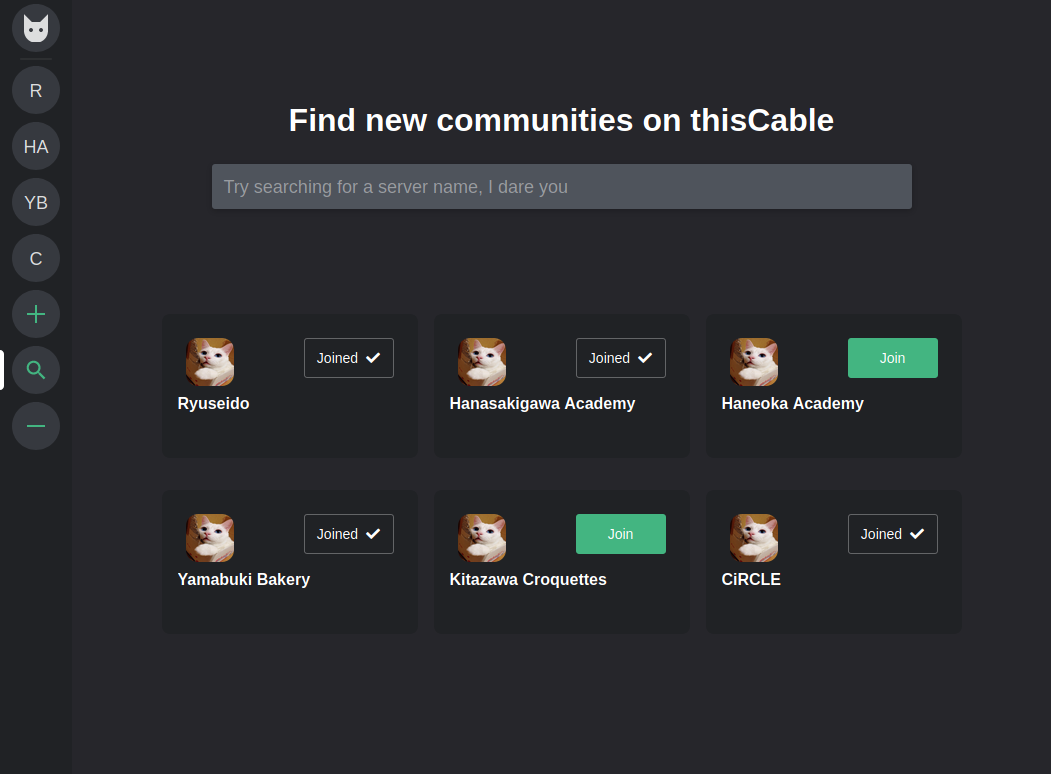 R
HA
YB
C
Find new communities on thisCable
Try searching for a server name, I dare you
Joined
Ryuseido
Joined
Hanasakigawa Academy
Join
Haneoka Academy
Joined
Yamabuki Bakery
Join
Kitazawa Croquettes
Joined
CiRCLE